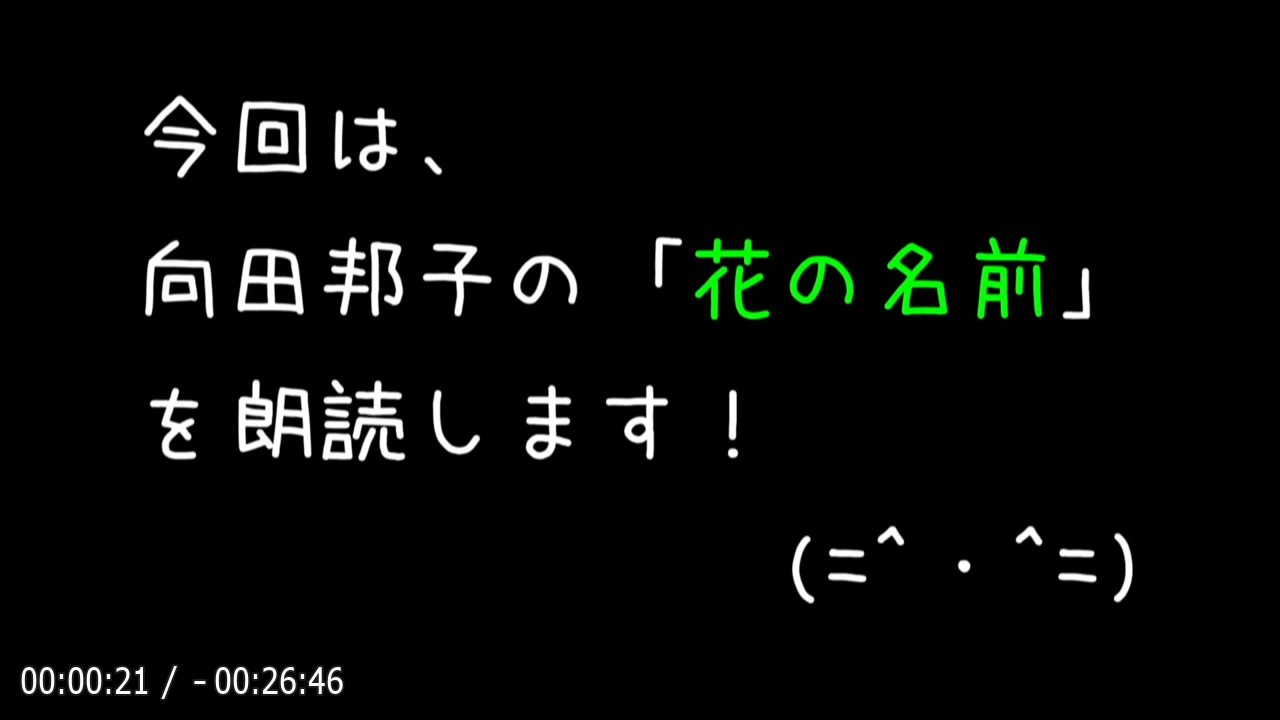 今回は、
向田邦子の「花の名前」
を朗読します！
(=^・^=)
00:00:21 / -00:26:46